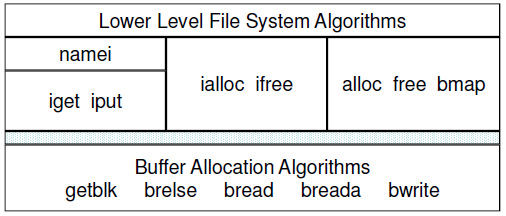 Lower Level File System Algorithms
namei
iget iput
ialloc ifree
alloc free bmap
Buffer Allocation Algorithms
getblk brelse bread breada bwrite